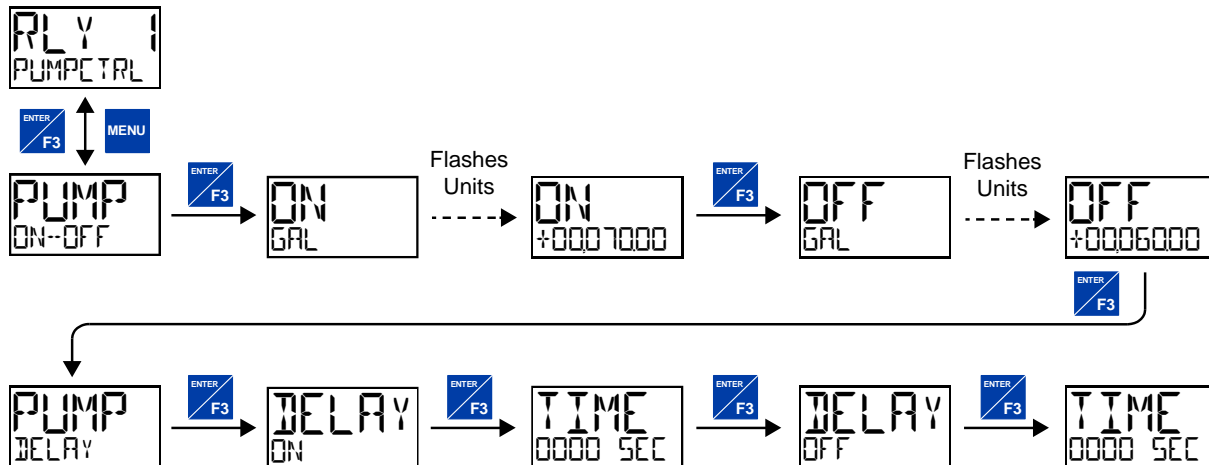 RLY 1
PUMPCTRL
ENTER
F3
MENU
PUMP
ON--OFF
ENTER
F3
ON
GAL
Flashes
Units
ON
+00,070.00
ENTER
F3
OFF
GAL
Flashes
Units
OFF
+00,060.00
ENTER
F3
PUMP
DELAY
ENTER
F3
DELAY
ON
ENTER
F3
TIME
0000 SEC
ENTER
F3
DELAY
OFF
ENTER
F3
TIME
0000 SEC